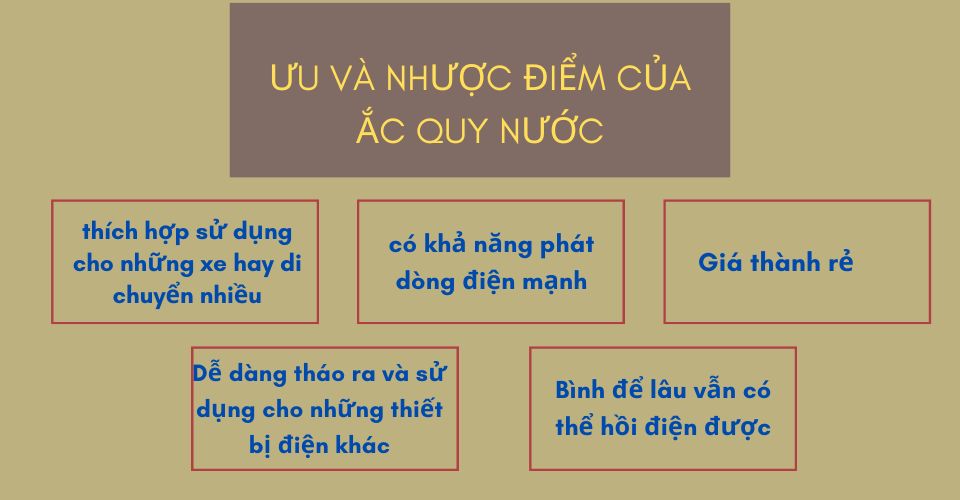 ƯU VÀ NHƯỢC ĐIỂM CỦA
ẮC QUY NƯỚC
thích hợp sử dụng
cho những xe hay di
chuyển nhiều
có khả năng phát
dòng điện mạnh
Giá thành rẻ
Dễ dàng tháo ra và sử
dụng cho những thiết
bị điện khác
Bình để lâu vẫn có
thể hồi điện được